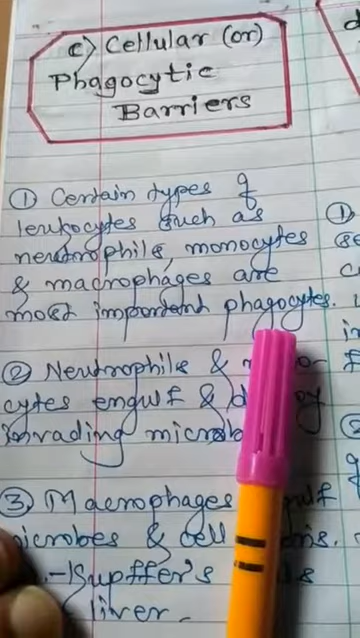 c) Cellular (or)
Phagocytic
Barriers
① Certain types of
leukocytes such as
neutrophils, monocytes
& macrophages are
most important phagocytes.
② Neutrophils &
cytes engulf &
invading
③ Macrophages
microbes & cell
-Kupffer's
liver.